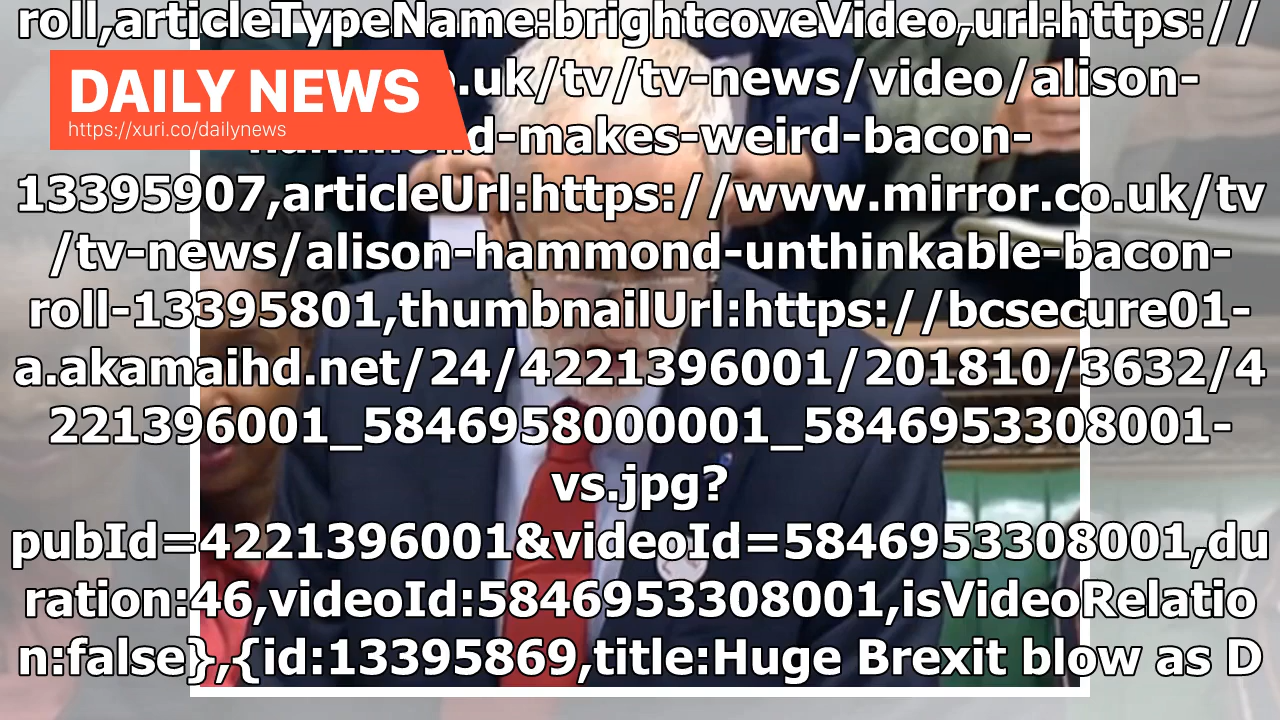 roll,articleTypeName:brightcoveVideo,url:https://
DAILY NEWS
https://xuri.co/dailynews
.uk/tv/tv-news/video/alison-
-makes-weird-bacon-
13395907,articleUrl:https://www.mirror.co.uk/tv
/tv-news/alison-hammond-unthinkable-bacon-
roll-13395801,thumbnailUrl:https://bcsecure01-
a.akamaihd.net/24/4221396001/201810/3632/4
221396001_5846958000001_5846953308001-
vs.jpg?
pubId=4221396001&videoId=5846953308001,du
ration:46,videoId:5846953308001,isVideoRelatio
n:false},{id:13395869,title:Huge Brexit blow as D